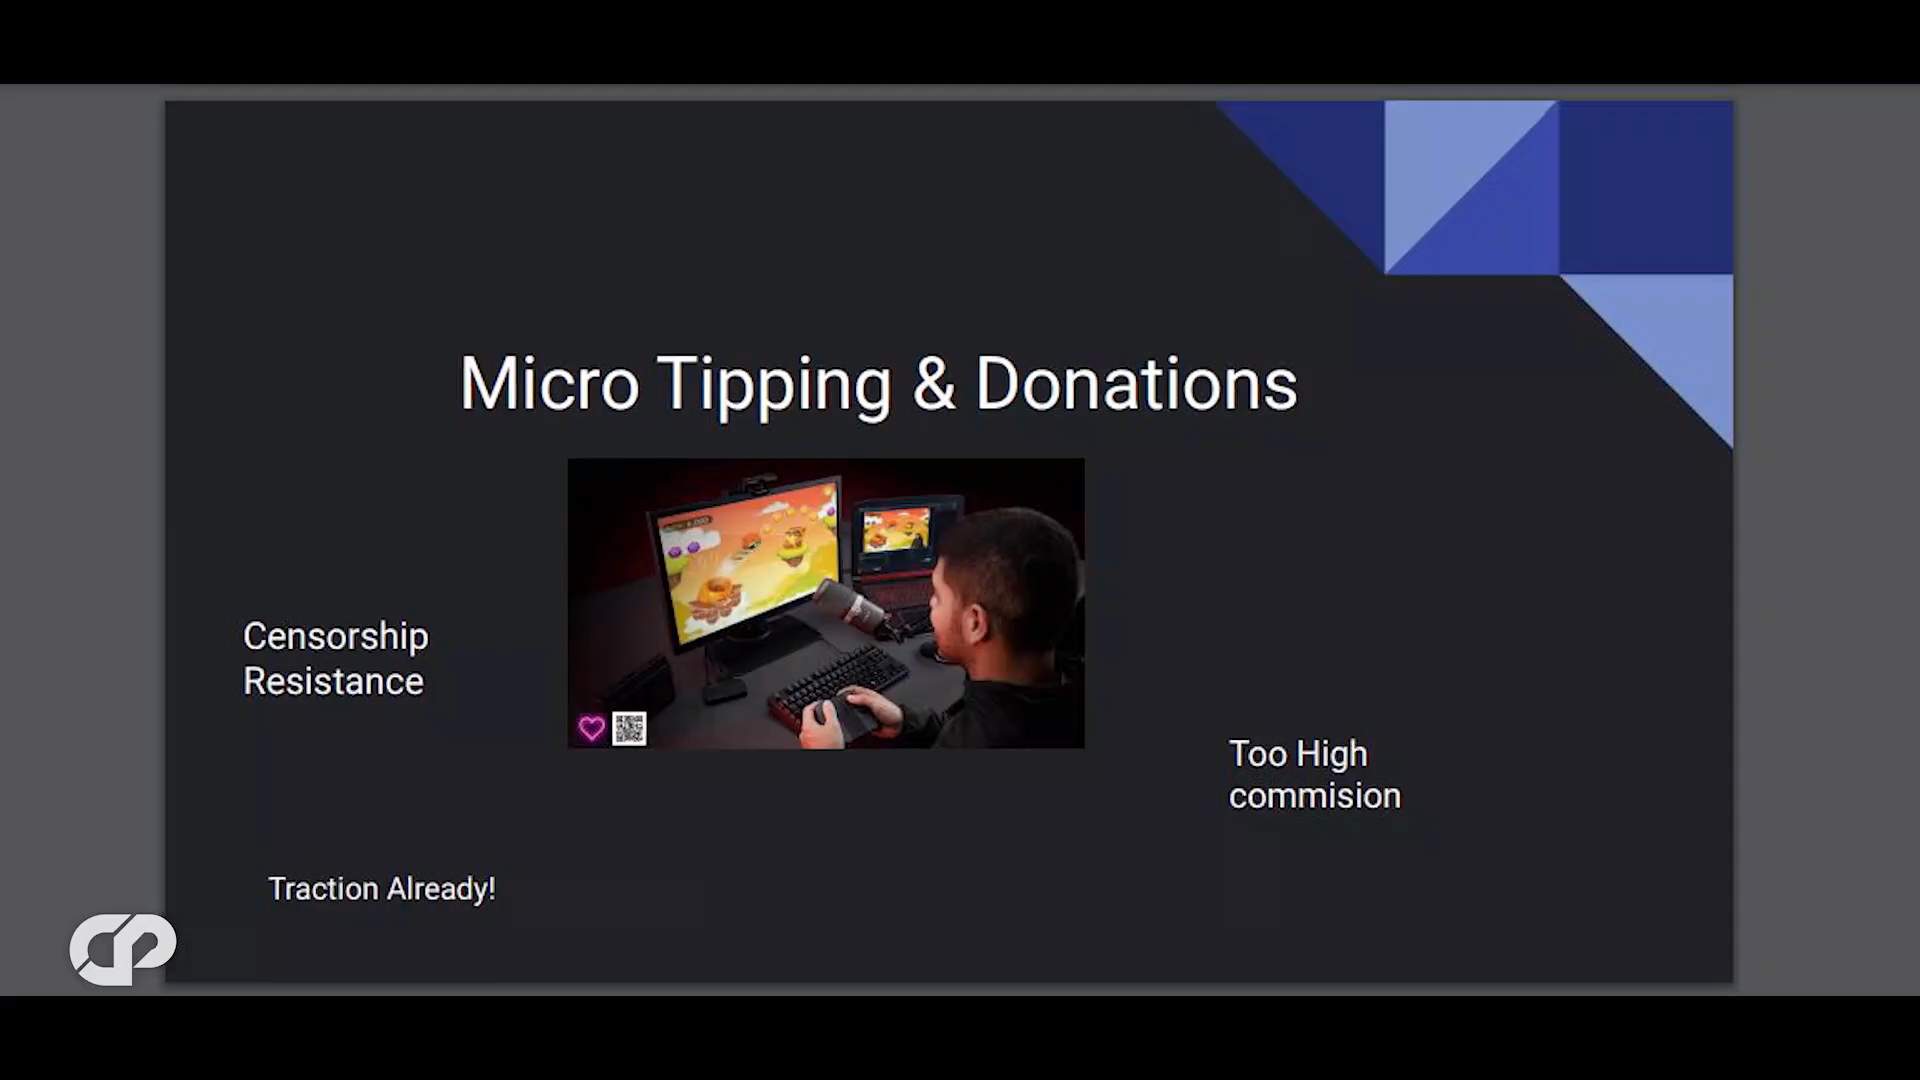 Micro Tipping & Donations
Censorship
Resistance
Too High
commision
Traction Already!